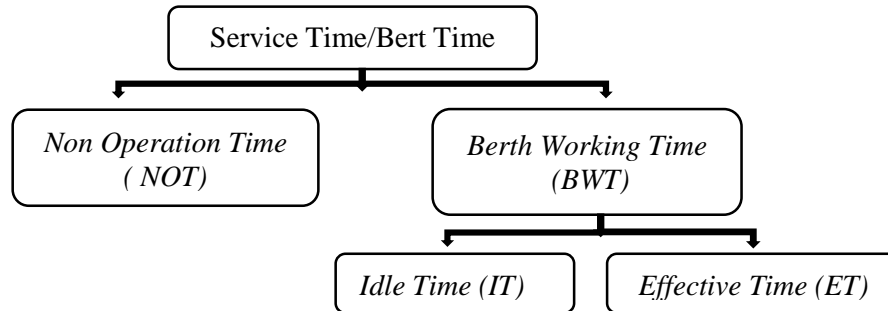 Service Time/Bert Time
Non Operation Time
( NOT)
Berth Working Time
(BWT)
Idle Time (IT)
Effective Time (ET)